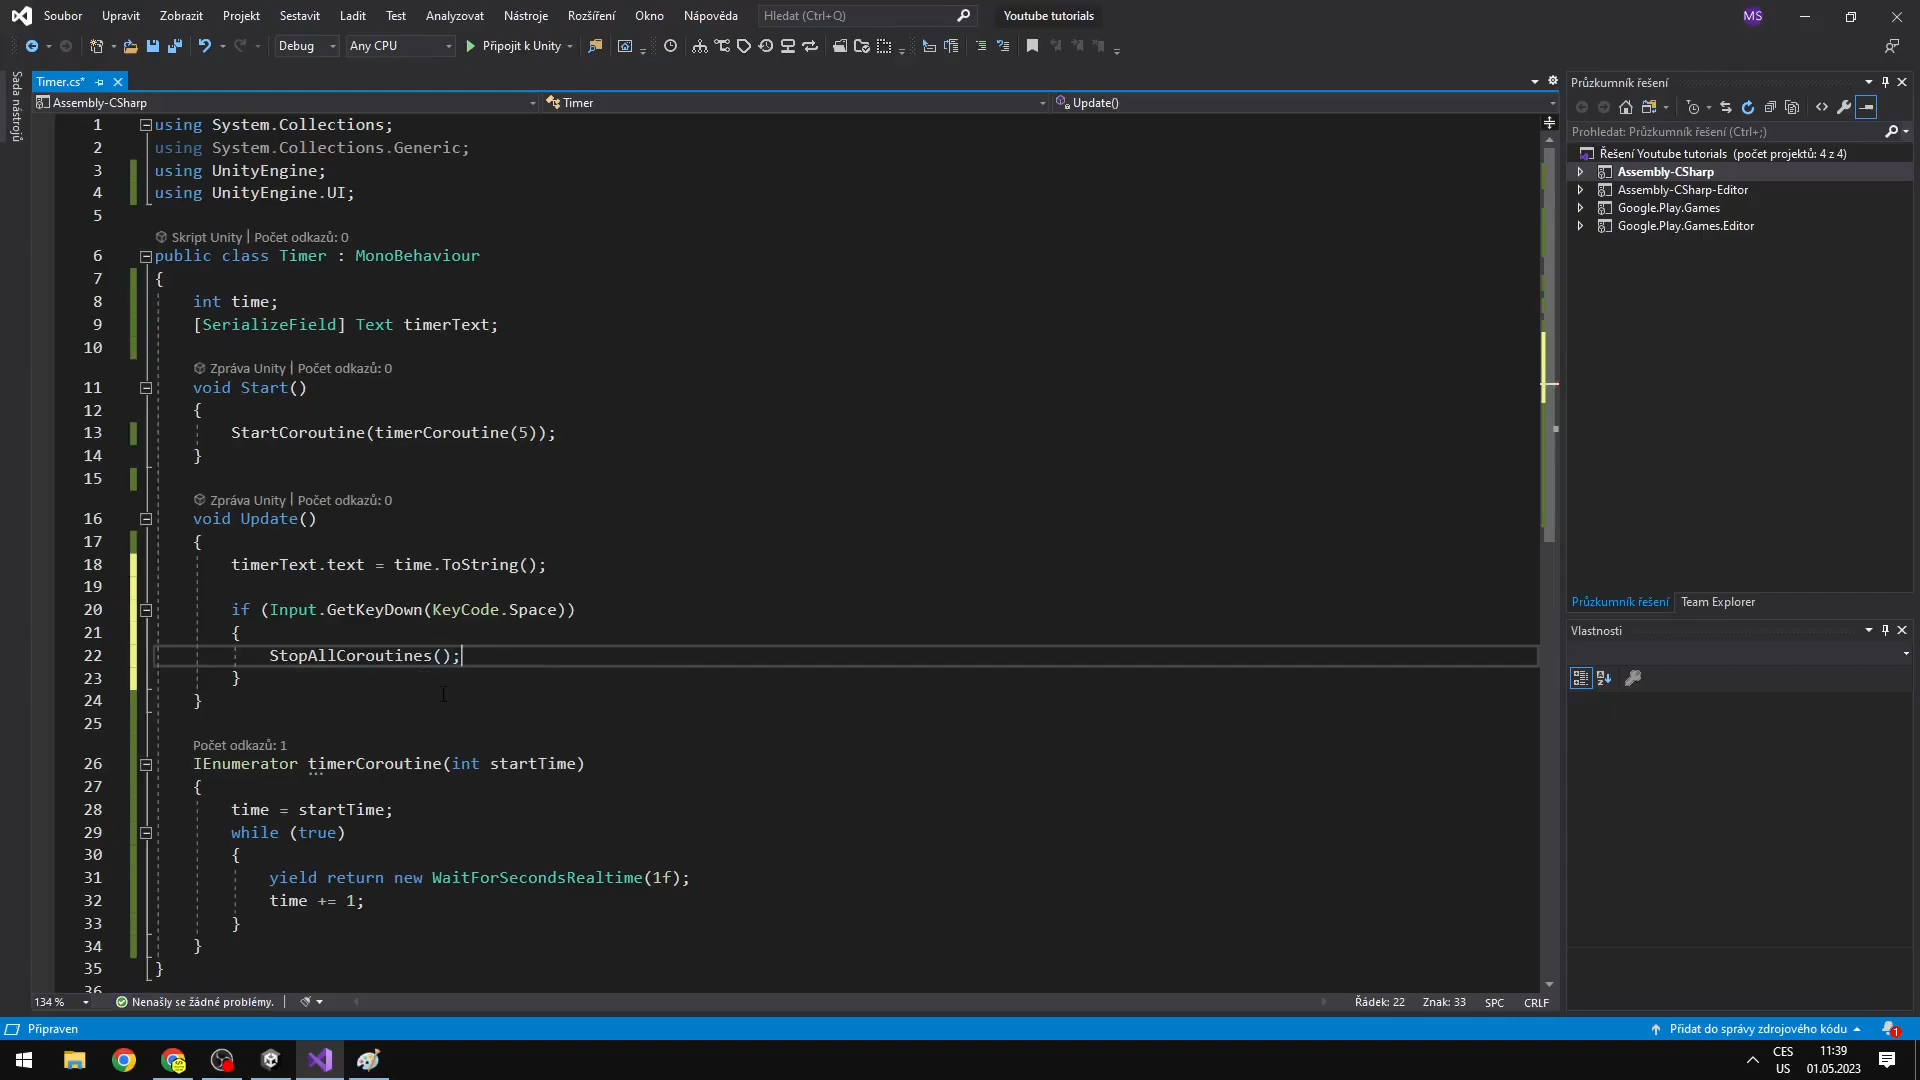 Soubor Upravit Zobrazit Projekt Sestavit Ladit Test Analyzovat Nástroje Rozšíření Okno Nápověda Hledat (Ctrl+Q) Youtube tutorials MS
Debug Any CPU Připojit k Unity
Sada nástrojů
Timer.cs*
Assembly-CSharp Timer Update()
1 using System.Collections;
2 using System.Collections.Generic;
3 using UnityEngine;
4 using UnityEngine.UI;
5
Skript Unity | Počet odkazů: 0
6 public class Timer : MonoBehaviour
7 {
8 int time;
9 [SerializeField] Text timerText;
10
Zpráva Unity | Počet odkazů: 0
11 void Start()
12 {
13 StartCoroutine(timerCoroutine(5));
14 }
15
Zpráva Unity | Počet odkazů: 0
16 void Update()
17 {
18 timerText.text = time.ToString();
19
20 if (Input.GetKeyDown(KeyCode.Space))
21 {
22 StopAllCoroutines();
23 }
24 }
25
Počet odkazů: 1
26 IEnumerator timerCoroutine(int startTime)
27 {
28 time = startTime;
29 while (true)
30 {
31 yield return new WaitForSecondsRealtime(1f);
32 time += 1;
33 }
34 }
35 }
36
134 % Nenašly se žádné problémy. Řádek: 22 Znak: 33 SPC CRLF
Průzkumník řešení
Prohledat: Průzkumník řešení (Ctrl+;)
Řešení Youtube tutorials (počet projektů: 4 z 4)
Assembly-CSharp
Assembly-CSharp-Editor
Google.Play.Games
Google.Play.Games.Editor
Průzkumník řešení Team Explorer
Vlastnosti
Připraven Přidat do správy zdrojového kódu 1
CES
US
11:39
01.05.2023